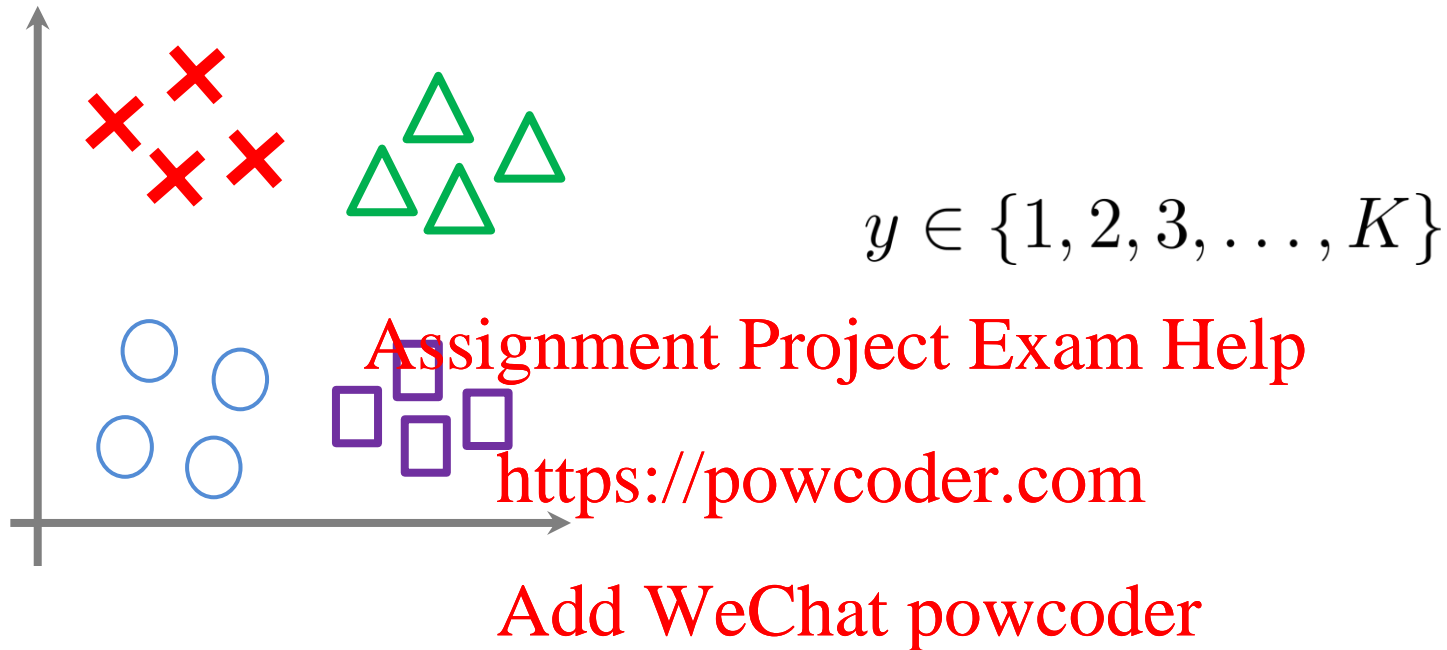 y ∈ {1, 2, 3, . . . , K}
Assignment Project Exam Help
https://powcoder.com
Add WeChat powcoder